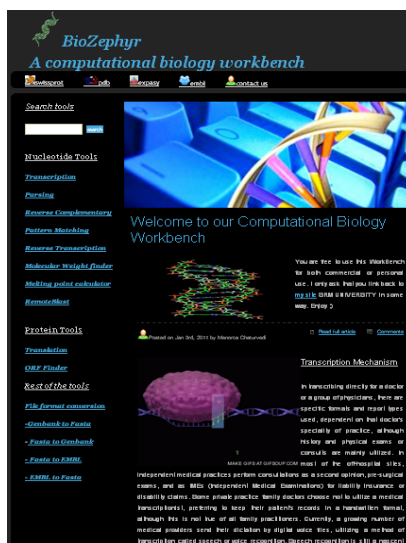 BioZephyr
A computational biology workbench
swissprot pdb expasy embl contact us
Search tools
search
Nucleotide Tools
Transcription
Parsing
Reverse Complementary
Pattern Matching
Reverse Transcription
Molecular Weight finder
Melting point calculator
RemoteBlast
Protein Tools
Translation
ORF Finder
Rest of the tools
File format conversion
-Genbank to Fasta
- Fasta to Genbank
- Fasta to EMBL
- EMBL to Fasta
Welcome to our Computational Biology
Workbench
You are free to use this Workbench
for both commercial or personal
use. I only ask that you link back to
my site SRM UNIVERSITY in some
way. Enjoy :)
Posted on Jan 3rd, 2011 by Manoma Chaturvedi
Read full article Comments
Transcription Mechanism
In transcribing directly for a doctor
or a group of physicians, there are
specific formats and report types
used, dependent on that doctor's
speciality of practice, although
history and physical exams or
consults are mainly utilized. In
MAKE GIFS AT GIFSOUP.COM
most of the offhospital sites,
independent medical practices perform consultations as a second opinion, pre-surgical
exams, and as IMEs (Independent Medical Examinations) for liability insurance or
disability claims. Some private practice family doctors choose not to utilize a medical
transcriptionist, preferring to keep their patient's records in a handwritten format,
although this is not true of all family practitioners. Currently, a growing number of
medical providers send their dictation by digital voice files, utilizing a method of
transcription called speech or voice recognition. Speech recognition is still a nascent